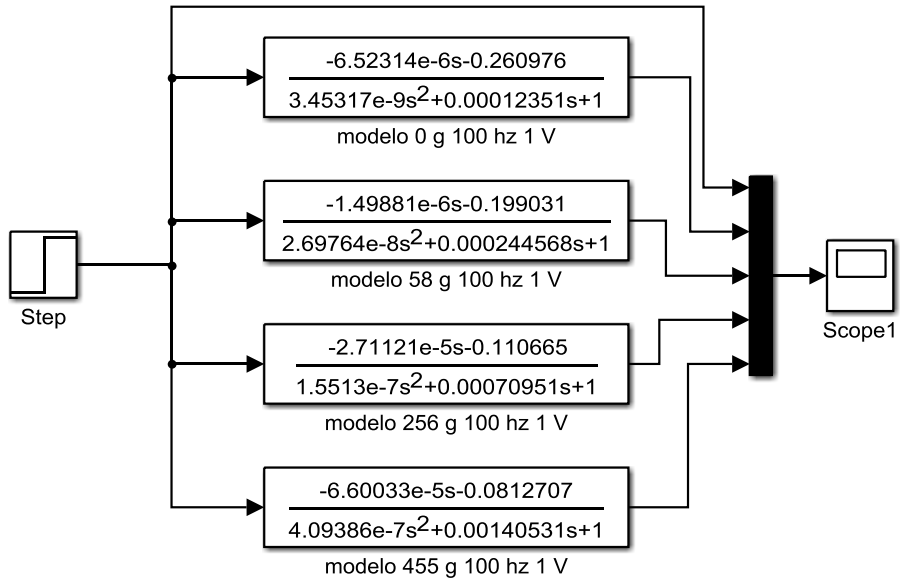 -6.52314e-6s-0.260976
3.45317e-9s2+0.00012351s+1
modelo 0 g 100 hz 1 V
-1.49881e-6s-0.199031
2.69764e-8s2+0.000244568s+1
modelo 58 g 100 hz 1 V
Step
Scope1
-2.71121e-5s-0.110665
1.5513e-7s2+0.00070951s+1
modelo 256 g 100 hz 1 V
-6.60033e-5s-0.0812707
4.09386e-7s2+0.00140531s+1
modelo 455 g 100 hz 1 V